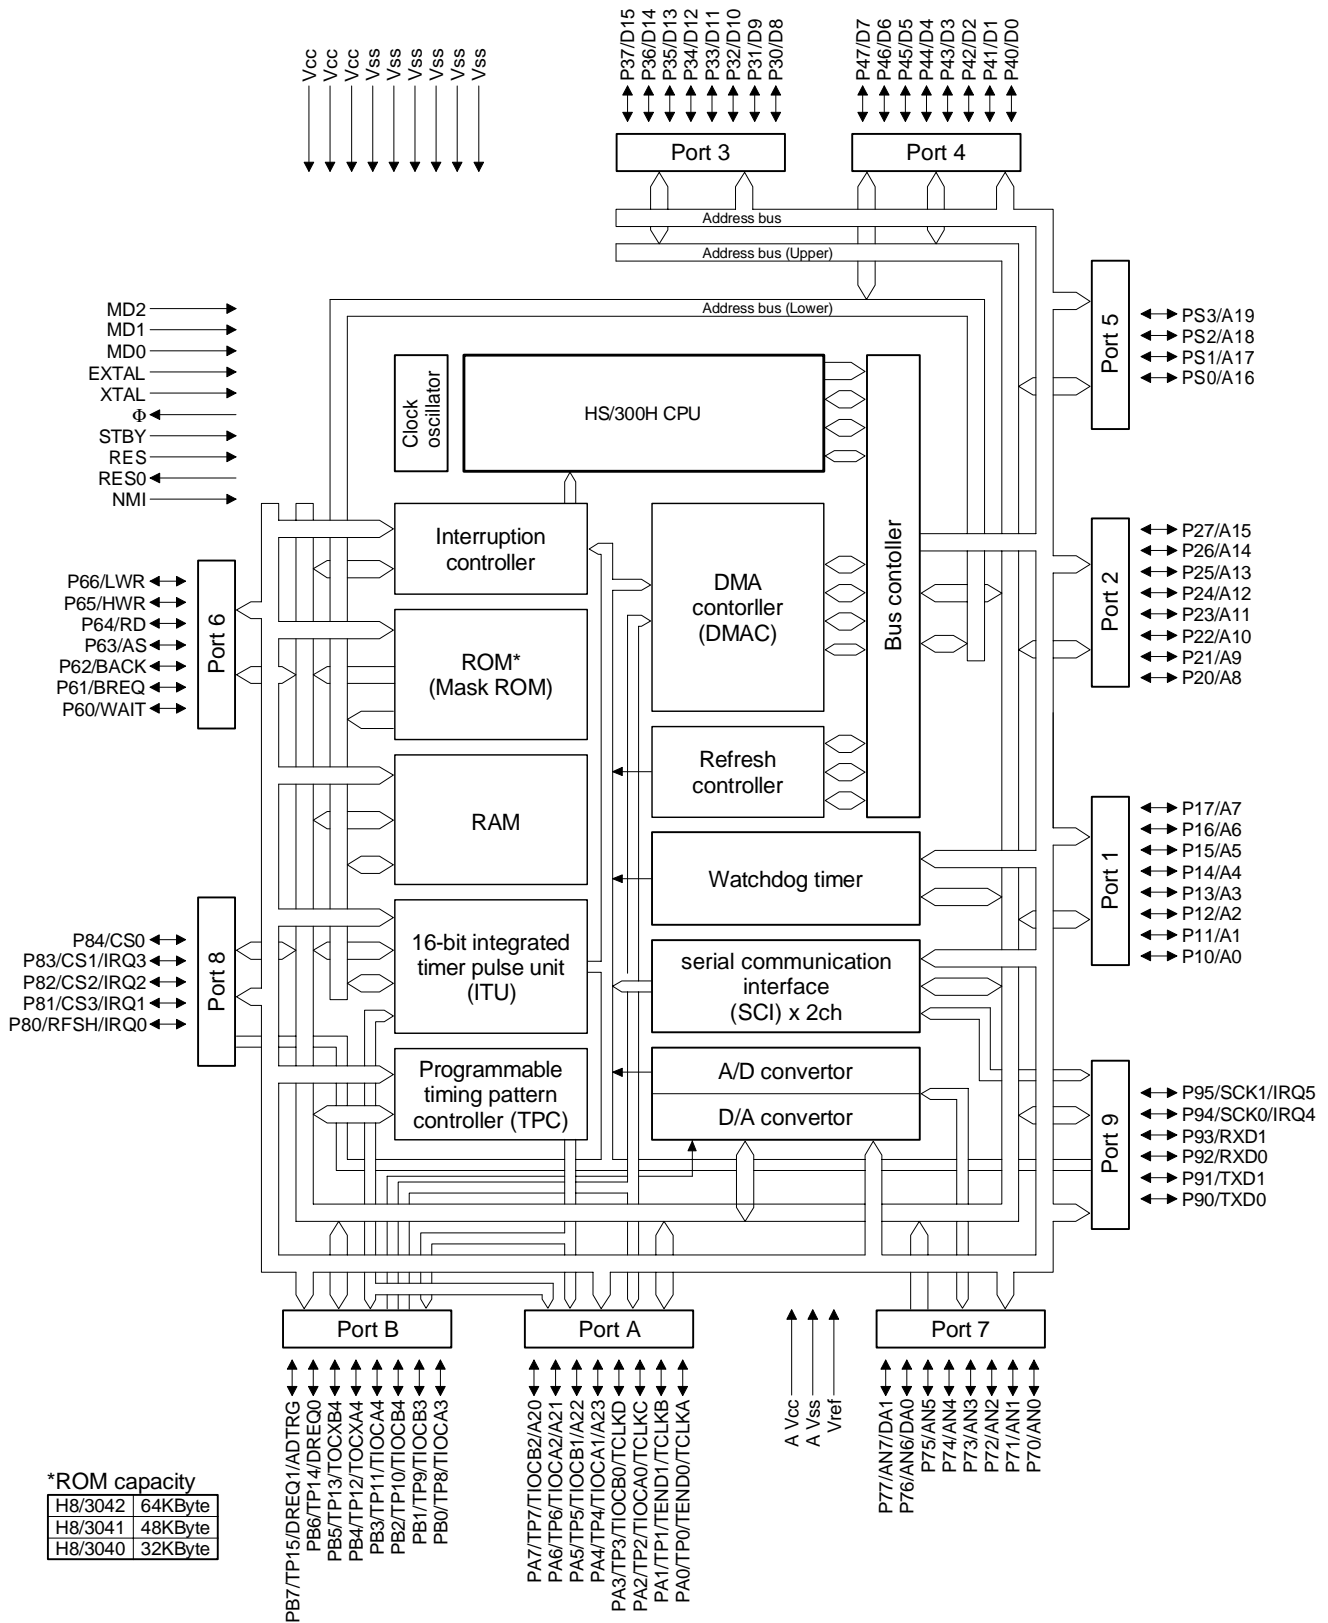 Vcc
Vcc
Vcc
Vss
Vss
Vss
Vss
Vss
Vss
P37/D15
P36/D14
P35/D13
P34/D12
P33/D11
P32/D10
P31/D9
P30/D8
P47/D7
P46/D6
P45/D5
P44/D4
P43/D3
P42/D2
P41/D1
P40/D0
Port 3
Port 4
Address bus
Address bus (Upper)
Address bus (Lower)
MD2
MD1
MD0
EXTAL
XTAL
Φ
STBY
RES
RES0
NMI
Clock
oscillator
HS/300H CPU
Port 5
PS3/A19
PS2/A18
PS1/A17
PS0/A16
Interruption
controller
DMA
contorller
(DMAC)
Bus contoller
Port 2
P27/A15
P26/A14
P25/A13
P24/A12
P23/A11
P22/A10
P21/A9
P20/A8
P66/LWR
P65/HWR
P64/RD
P63/AS
P62/BACK
P61/BREQ
P60/WAIT
Port 6
ROM*
(Mask ROM)
Refresh
controller
RAM
Watchdog timer
Port 1
P17/A7
P16/A6
P15/A5
P14/A4
P13/A3
P12/A2
P11/A1
P10/A0
P84/CS0
P83/CS1/IRQ3
P82/CS2/IRQ2
P81/CS3/IRQ1
P80/RFSH/IRQ0
Port 8
16-bit integrated
timer pulse unit
(ITU)
serial communication
interface
(SCI) x 2ch
Programmable
timing pattern
controller (TPC)
A/D convertor
D/A convertor
Port 9
P95/SCK1/IRQ5
P94/SCK0/IRQ4
P93/RXD1
P92/RXD0
P91/TXD1
P90/TXD0
Port B
Port A
Port 7
PB7/TP15/DREQ1/ADTRG
PB6/TP14/DREQ0
PB5/TP13/TOCXB4
PB4/TP12/TOCXA4
PB3/TP11/TIOCA4
PB2/TP10/TIOCB4
PB1/TP9/TIOCB3
PB0/TP8/TIOCA3
PA7/TP7/TIOCB2/A20
PA6/TP6/TIOCA2/A21
PA5/TP5/TIOCB1/A22
PA4/TP4/TIOCA1/A23
PA3/TP3/TIOCB0/TCLKD
PA2/TP2/TIOCA0/TCLKC
PA1/TP1/TEND1/TCLKB
PA0/TP0/TEND0/TCLKA
A Vcc
A Vss
Vref
P77/AN7/DA1
P76/AN6/DA0
P75/AN5
P74/AN4
P73/AN3
P72/AN2
P71/AN1
P70/AN0
*ROM capacity
H8/3042 64KByte
H8/3041 48KByte
H8/3040 32KByte